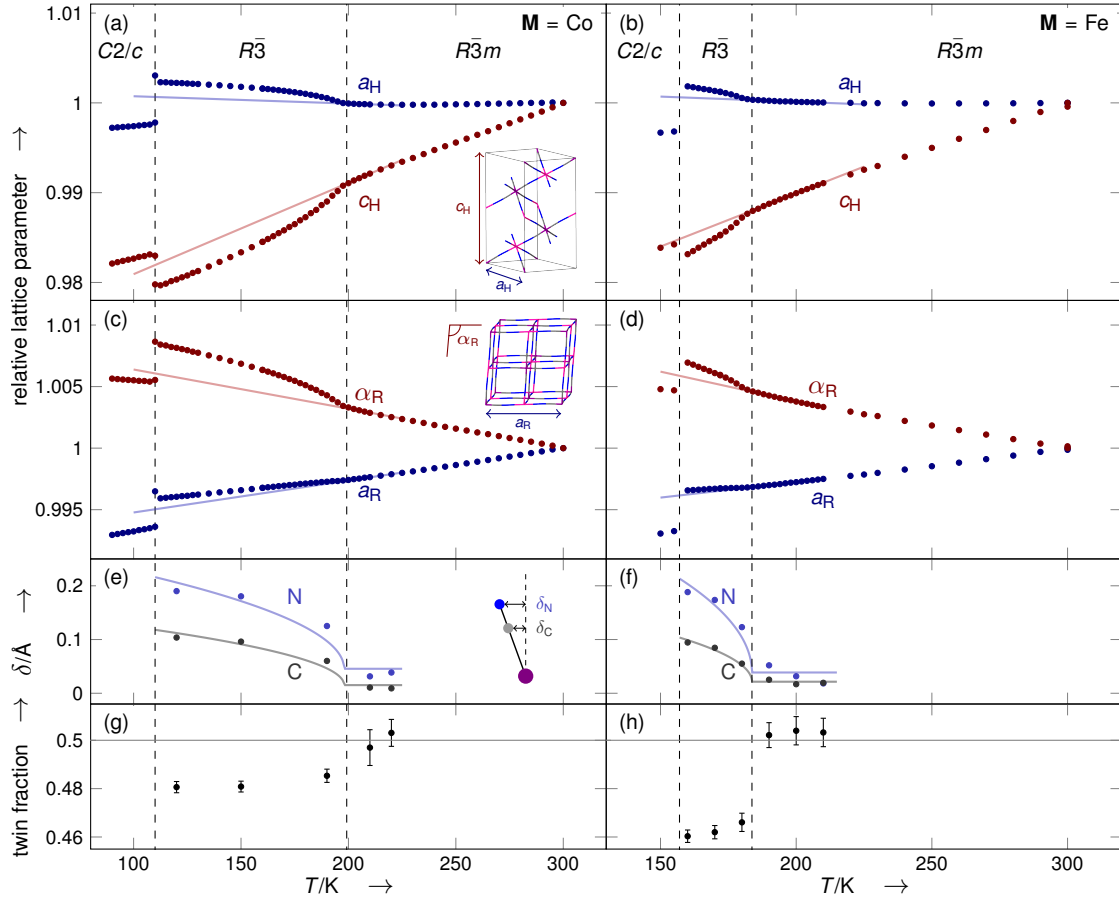 (a)
M = Co
C2/c
R3̄
R3̄m
a_H
c_H
c_H
a_H
1.01
1
0.99
0.98
(b)
M = Fe
C2/c
R3̄
R3̄m
a_H
c_H
relative lattice parameter →
(c)
α_R
α_R
a_R
a_R
1.01
1.005
1
0.995
(d)
α_R
a_R
(e)
N
C
δ_N
δ_C
0.2
0.1
0
δ/Å →
(f)
N
C
(g)
0.5
0.48
0.46
twin fraction →
(h)
100 150 200 250 300
T/K →
150 200 250 300
T/K →